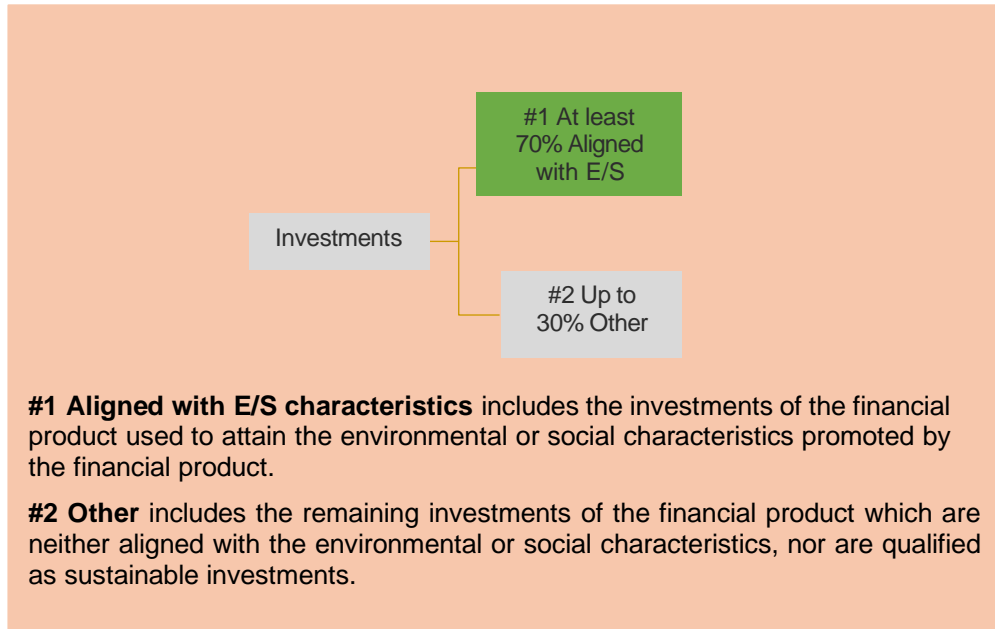 #1 At least
70% Aligned
with E/S
Investments
#2 Up to
30% Other
#1 Aligned with E/S characteristics includes the investments of the financial
product used to attain the environmental or social characteristics promoted by
the financial product.
#2 Other includes the remaining investments of the financial product which are
neither aligned with the environmental or social characteristics, nor are qualified
as sustainable investments.